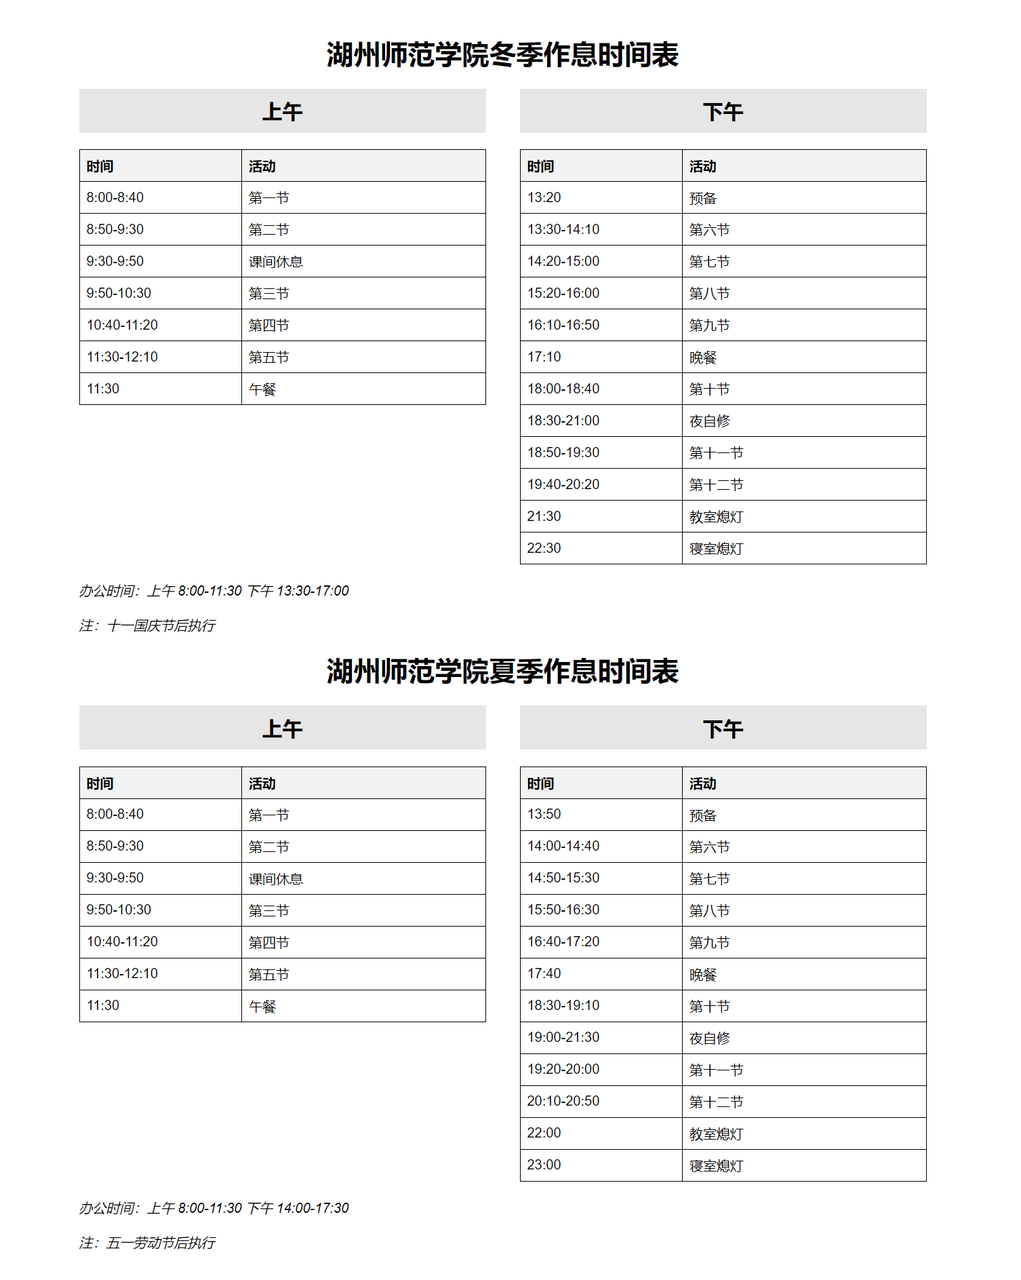 湖州师范学院冬季作息时间表
上午
时间 活动
8:00-8:40 第一节
8:50-9:30 第二节
9:30-9:50 课间休息
9:50-10:30 第三节
10:40-11:20 第四节
11:30-12:10 第五节
11:30 午餐
下午
时间 活动
13:20 预备
13:30-14:10 第六节
14:20-15:00 第七节
15:20-16:00 第八节
16:10-16:50 第九节
17:10 晚餐
18:00-18:40 第十节
18:30-21:00 夜自修
18:50-19:30 第十一节
19:40-20:20 第十二节
21:30 教室熄灯
22:30 寝室熄灯
办公时间：上午 8:00-11:30 下午 13:30-17:00
注：十一国庆节后执行
湖州师范学院夏季作息时间表
上午
时间 活动
8:00-8:40 第一节
8:50-9:30 第二节
9:30-9:50 课间休息
9:50-10:30 第三节
10:40-11:20 第四节
11:30-12:10 第五节
11:30 午餐
下午
时间 活动
13:50 预备
14:00-14:40 第六节
14:50-15:30 第七节
15:50-16:30 第八节
16:40-17:20 第九节
17:40 晚餐
18:30-19:10 第十节
19:00-21:30 夜自修
19:20-20:00 第十一节
20:10-20:50 第十二节
22:00 教室熄灯
23:00 寝室熄灯
办公时间：上午 8:00-11:30 下午 14:00-17:30
注：五一劳动节后执行